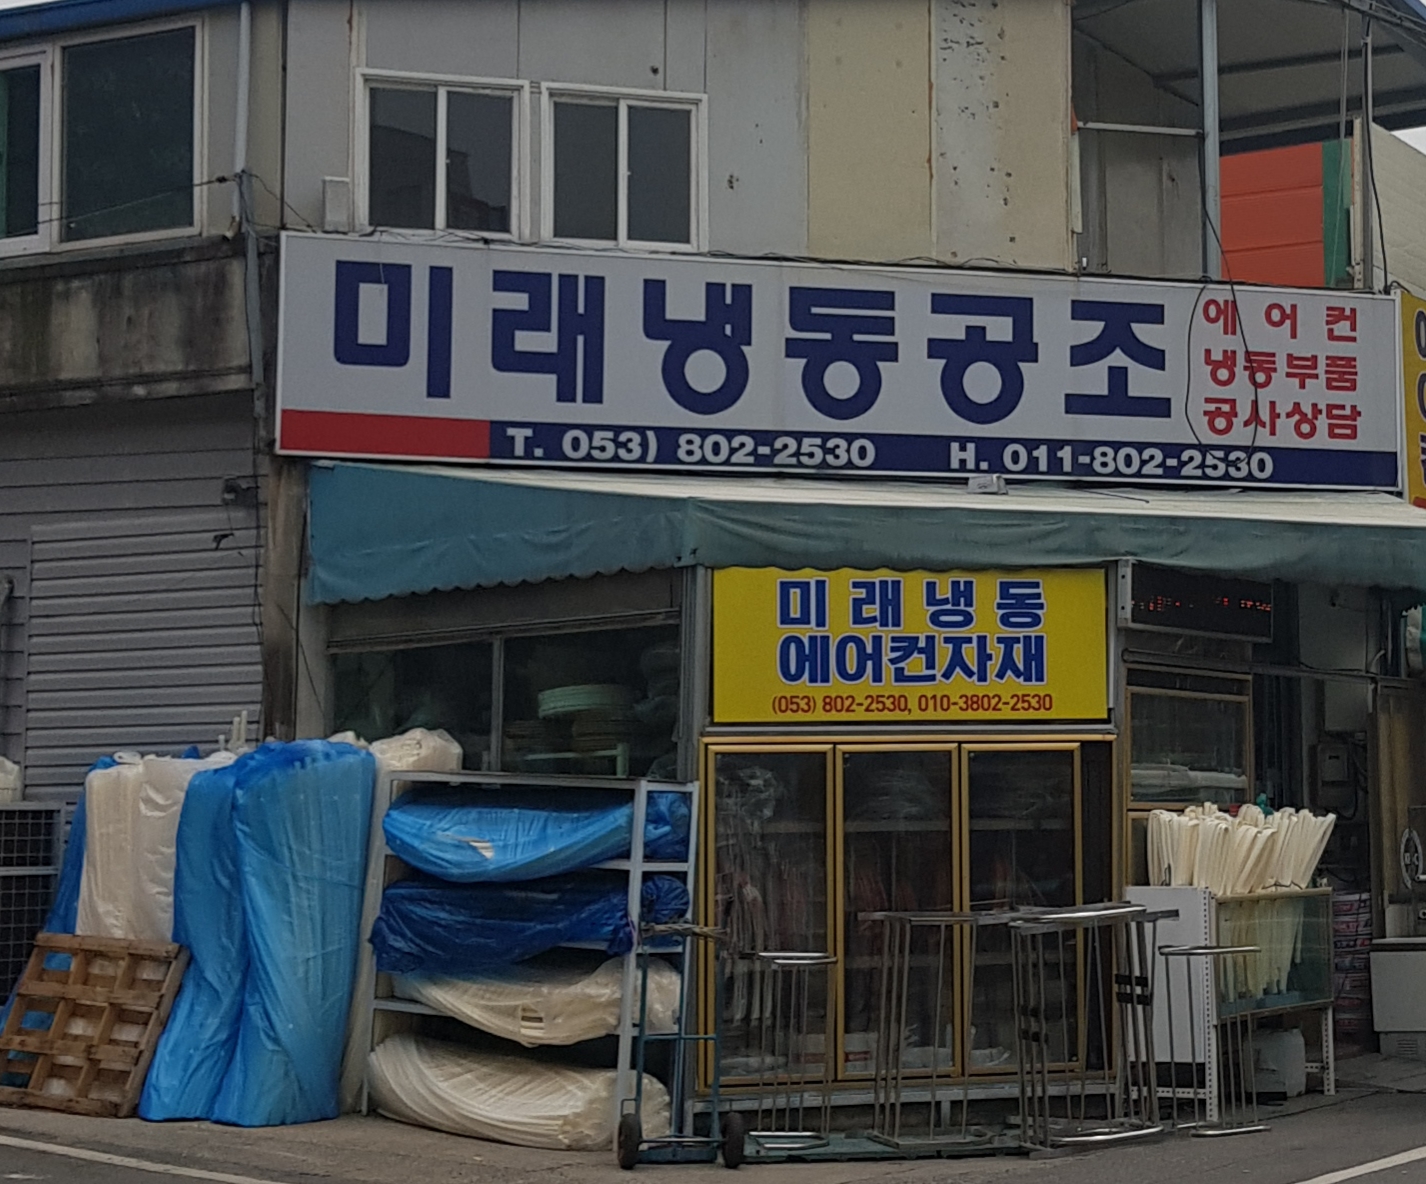 미래냉동공조
에어컨
냉동부품
공사상담
T. 053) 802-2530 H. 011-802-2530
미래냉동
에어컨자재
(053) 802-2530, 010-3802-2530